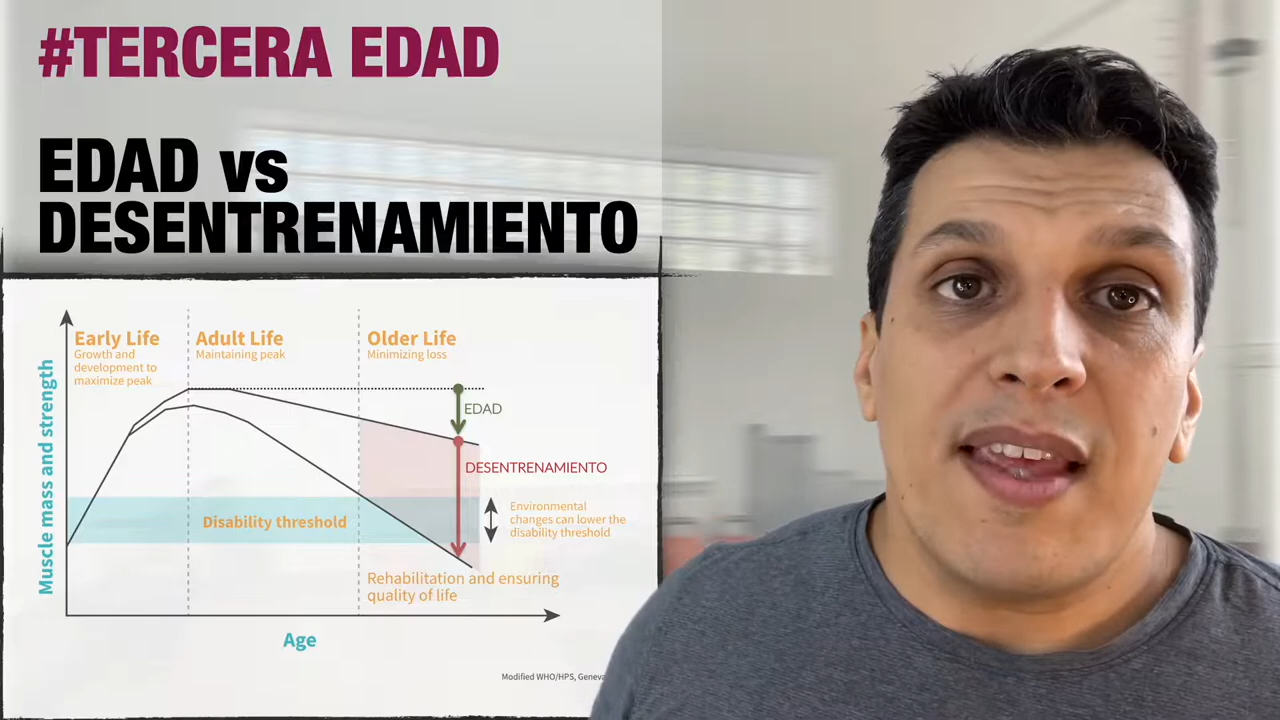 #TERCERA EDAD
EDAD vs
DESENTRENAMIENTO
Early Life
Growth and
development to
maximize peak
Adult Life
Maintaining peak
Older Life
Minimizing loss
Muscle mass and strength
EDAD
DESENTRENAMIENTO
Disability threshold
Environmental
changes can lower the
disability threshold
Rehabilitation and ensuring
quality of life
Age
Modified WHO/HPS, Geneva